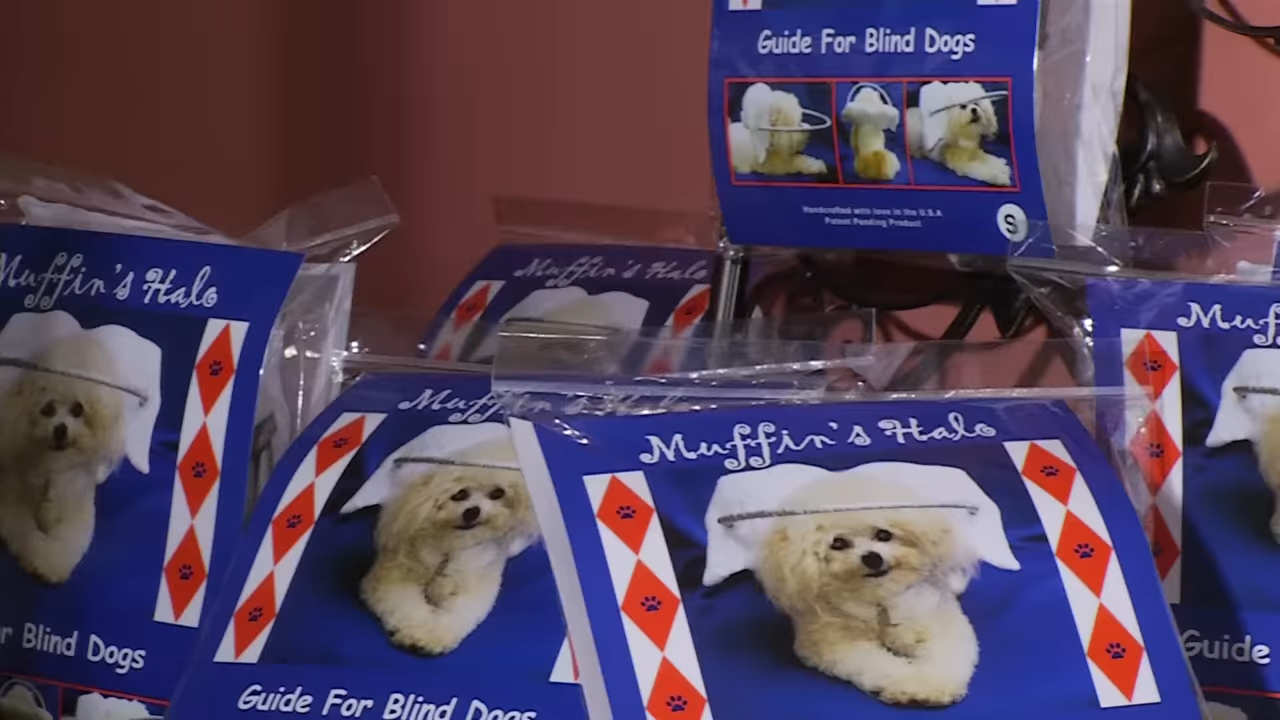 Guide For Blind Dogs
Handcrafted with love in the U.S.A
Patent Pending Product
S
Muffin's Halo
Muffin's Halo
Muffin's Halo
Muffin's Halo
Muf
Blind Dogs
Guide For Blind Dogs
Guide